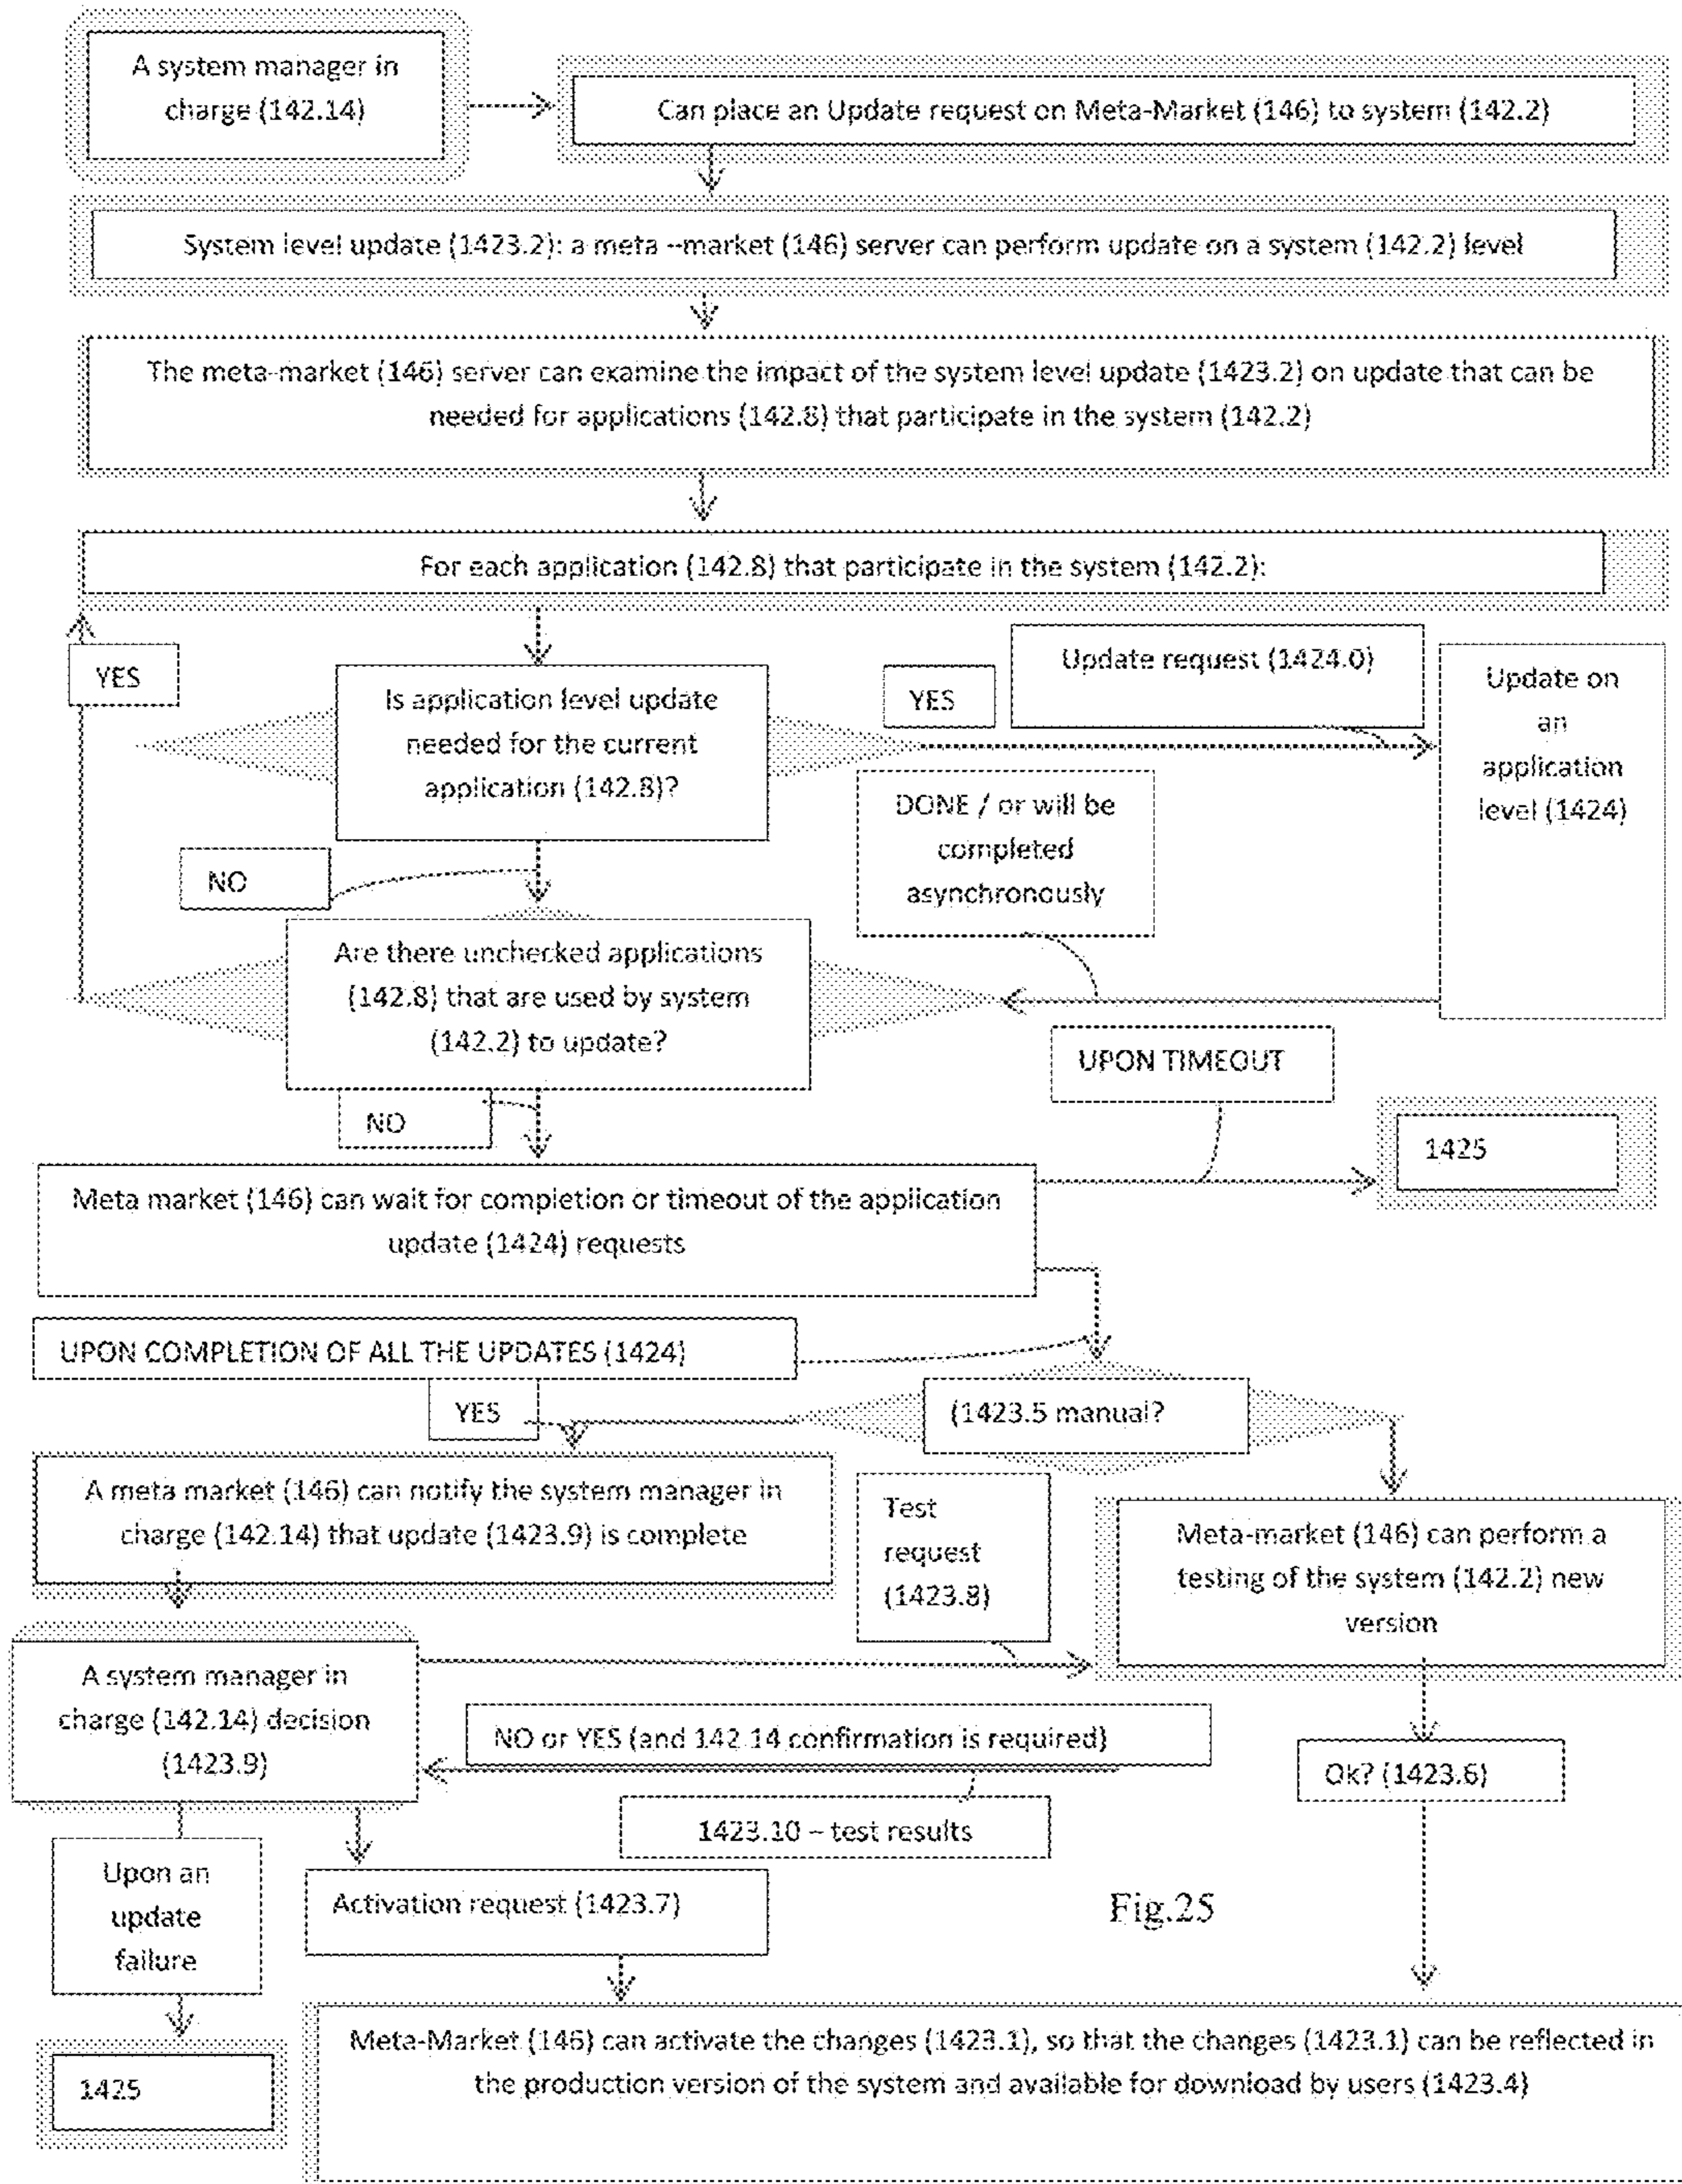 A system manager in
charge (142.14)
Can place an Update request on Meta-Market (146) to system (142.2)
System level update (1423.2): a meta –market (146) server can perform update on a system (142.2) level
The meta-market (146) server can examine the impact of the system level update (1423.2) on update that can be
needed for applications (142.8) that participate in the system (142.2)
For each application (142.8) that participate in the system (142.2):
YES
Is application level update
needed for the current
application (142.8)?
YES
Update request (1424.0)
Update on
an
application
level (1424)
NO
DONE / or will be
completed
asynchronously
Are there unchecked applications
(142.8) that are used by system
(142.2) to update?
UPON TIMEOUT
NO
1425
Meta market (146) can wait for completion or timeout of the application
update (1424) requests
UPON COMPLETION OF ALL THE UPDATES (1424)
YES
(1423.5 manual?
A meta market (146) can notify the system manager in
charge (142.14) that update (1423.9) is complete
Test
request
(1423.8)
Meta-market (146) can perform a
testing of the system (142.2) new
version
A system manager in
charge (142.14) decision
(1423.9)
NO or YES (and 142.14 confirmation is required)
Ok? (1423.6)
1423.10 – test results
Upon an
update
failure
Activation request (1423.7)
Fig.25
1425
Meta-Market (146) can activate the changes (1423.1), so that the changes (1423.1) can be reflected in
the production version of the system and available for download by users (1423.4)